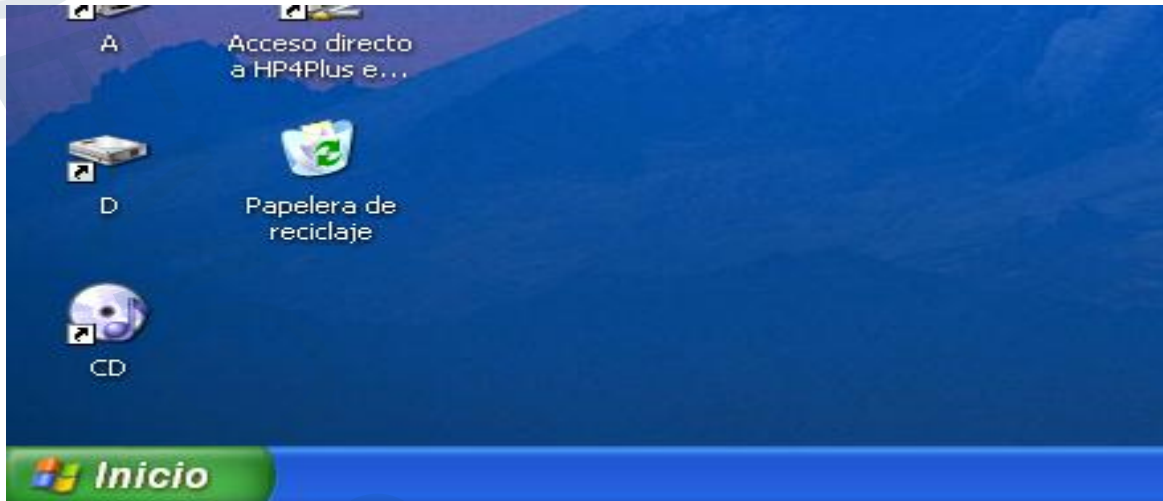 A
Acceso directo
a HP4Plus e...
D
Papelera de
reciclaje
CD
Inicio